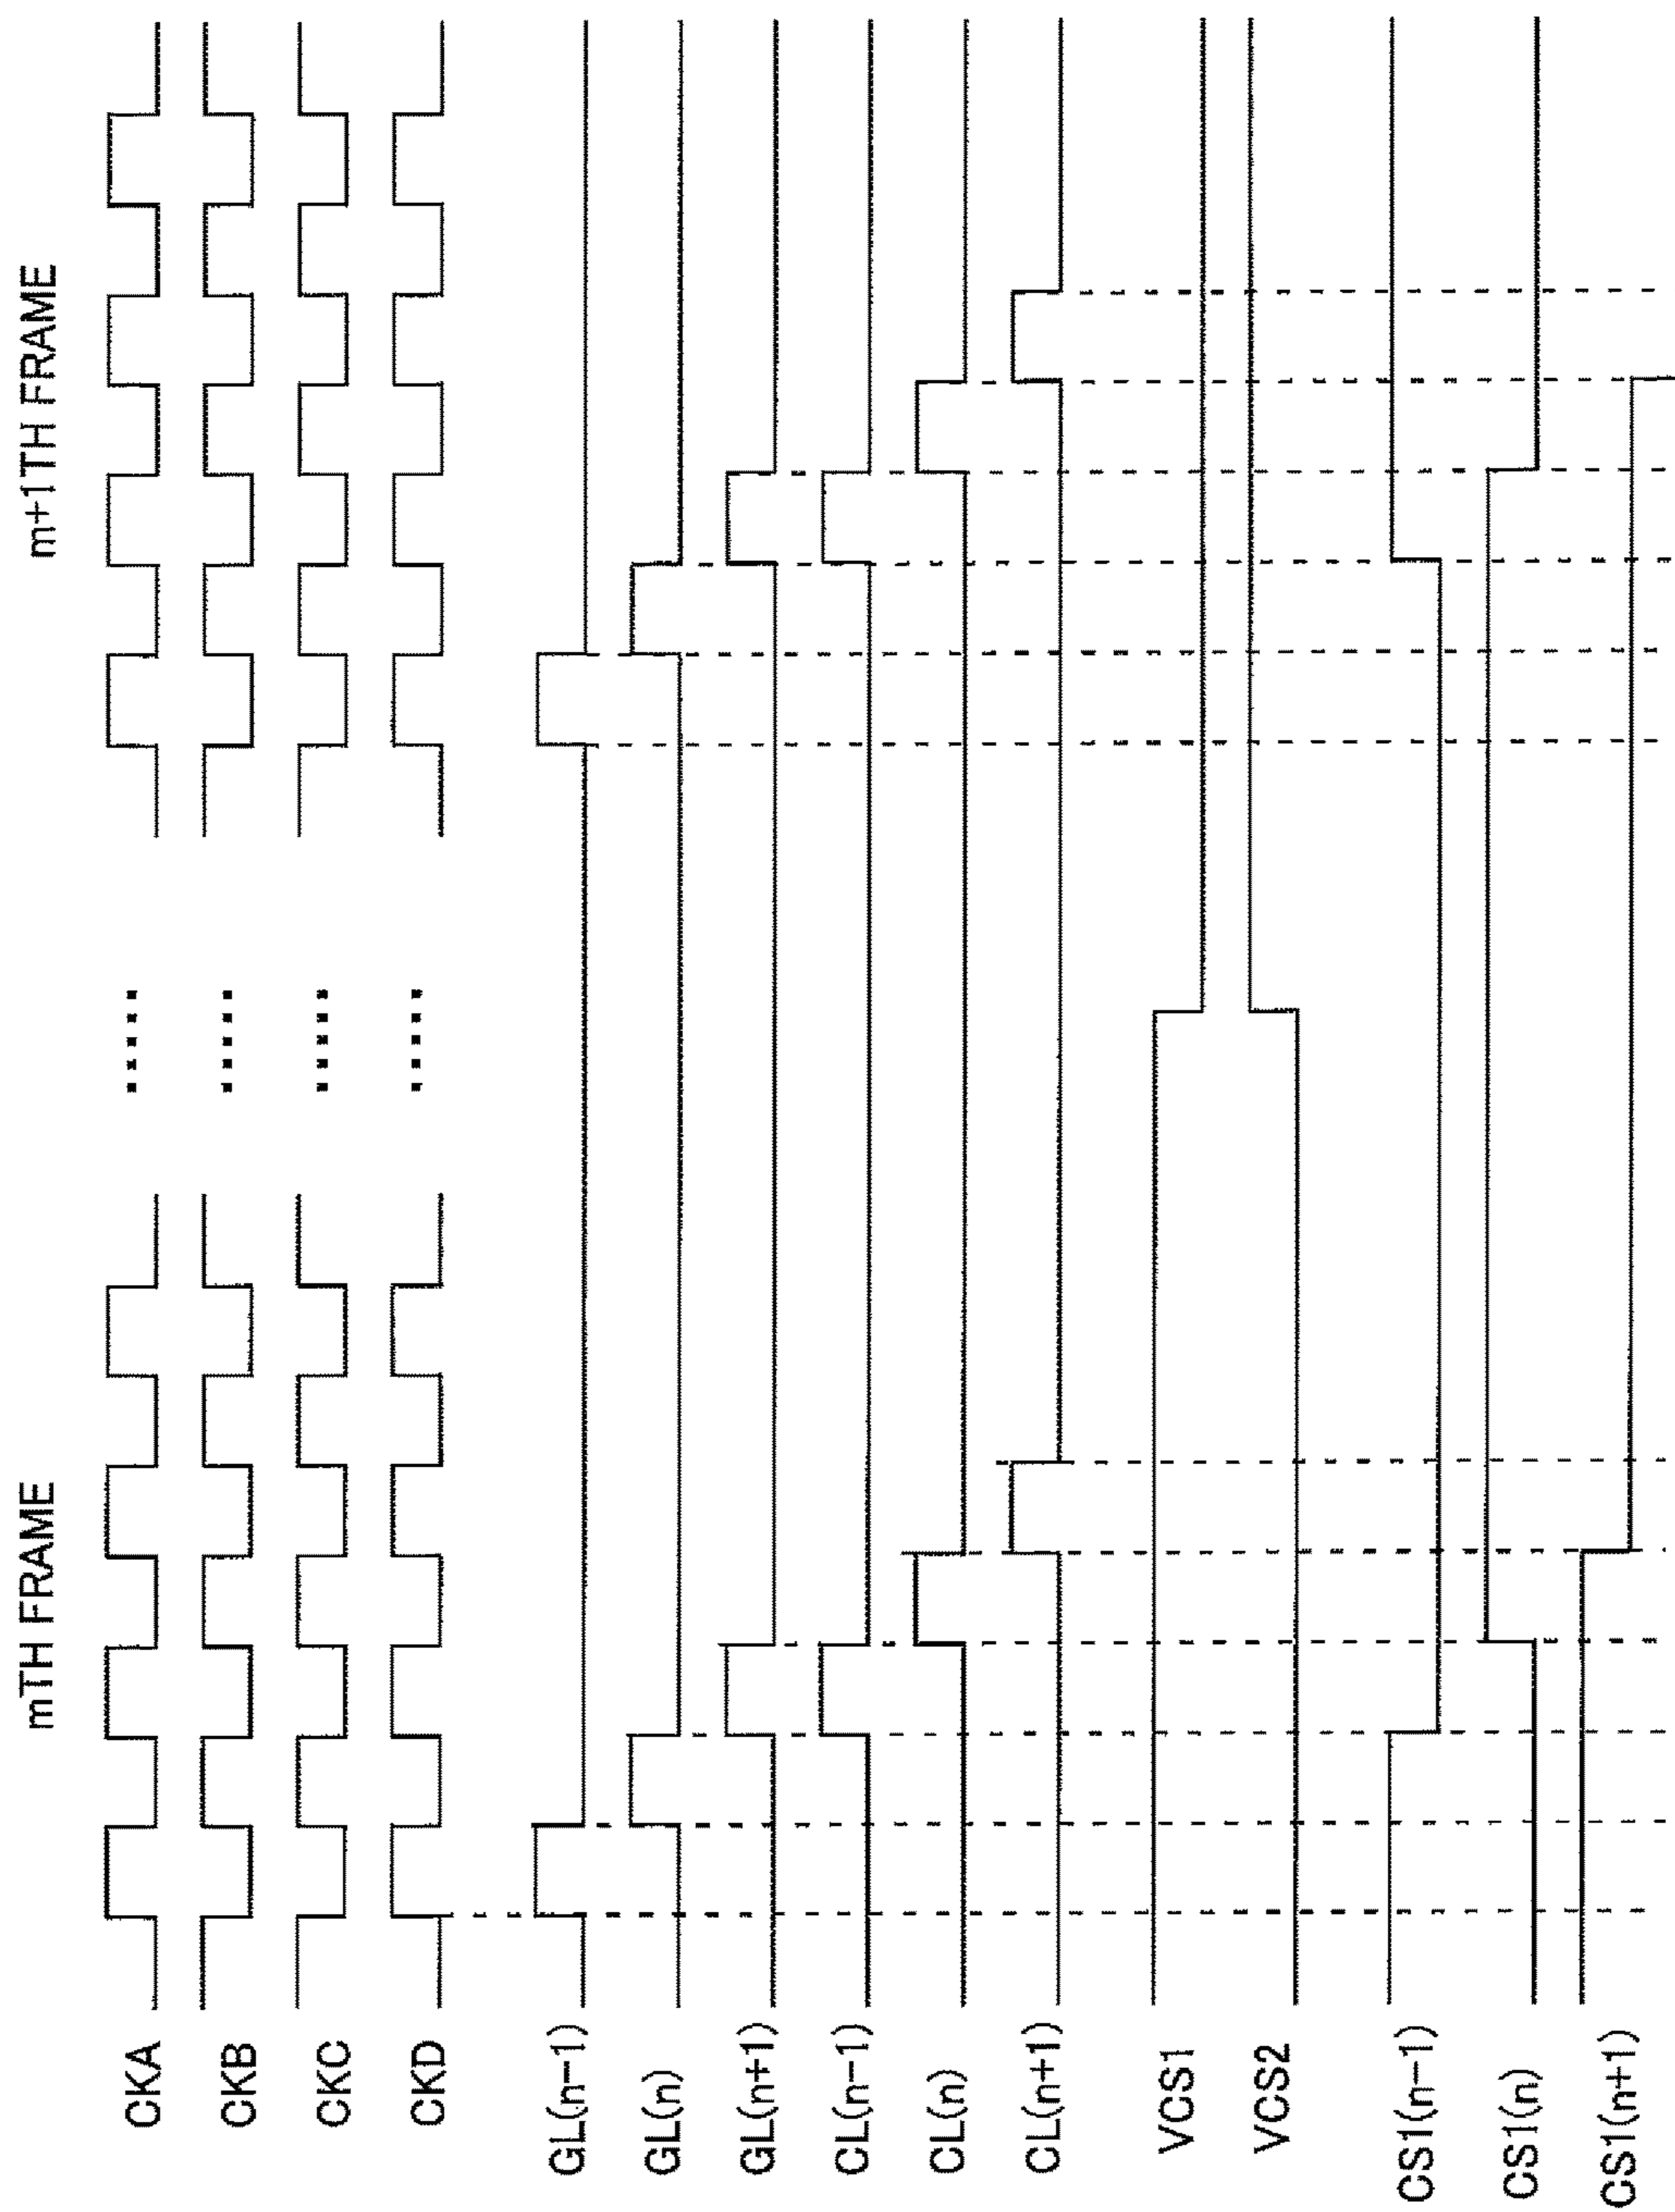 mTH FRAME
m+1TH FRAME
CKA
CKB
CKC
CKD
GL(n-1)
GL(n)
GL(n+1)
CL(n-1)
CL(n)
CL(n+1)
VCS1
VCS2
CS1(n-1)
CS1(n)
CS1(n+1)